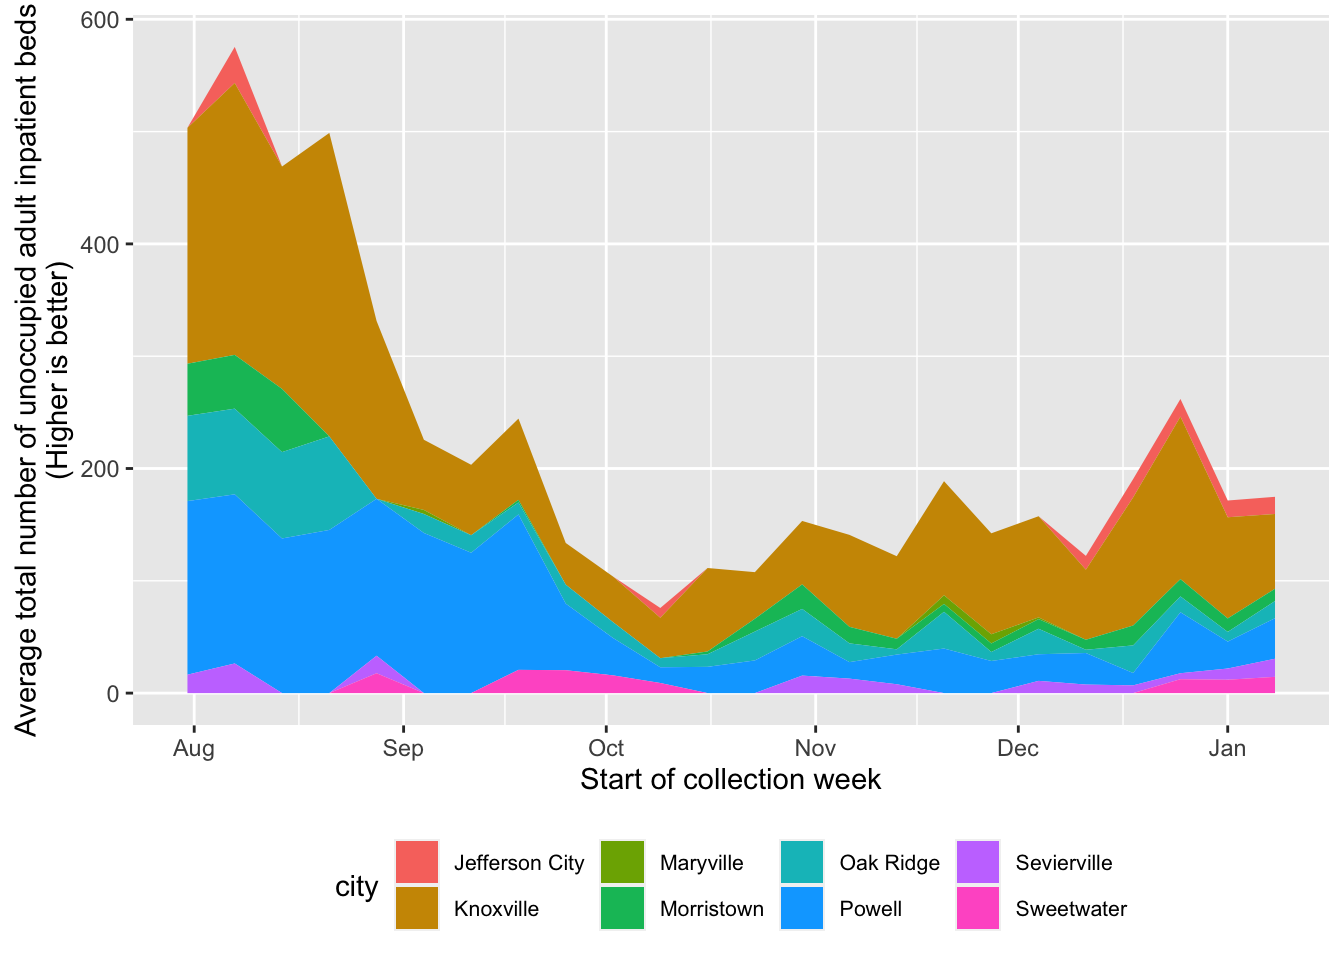 Average total number of unoccupied adult inpatient beds
(Higher is better)
600
400
200
0
Aug Sep Oct Nov Dec Jan
Start of collection week
city
Jefferson City Maryville Oak Ridge Sevierville
Knoxville Morristown Powell Sweetwater